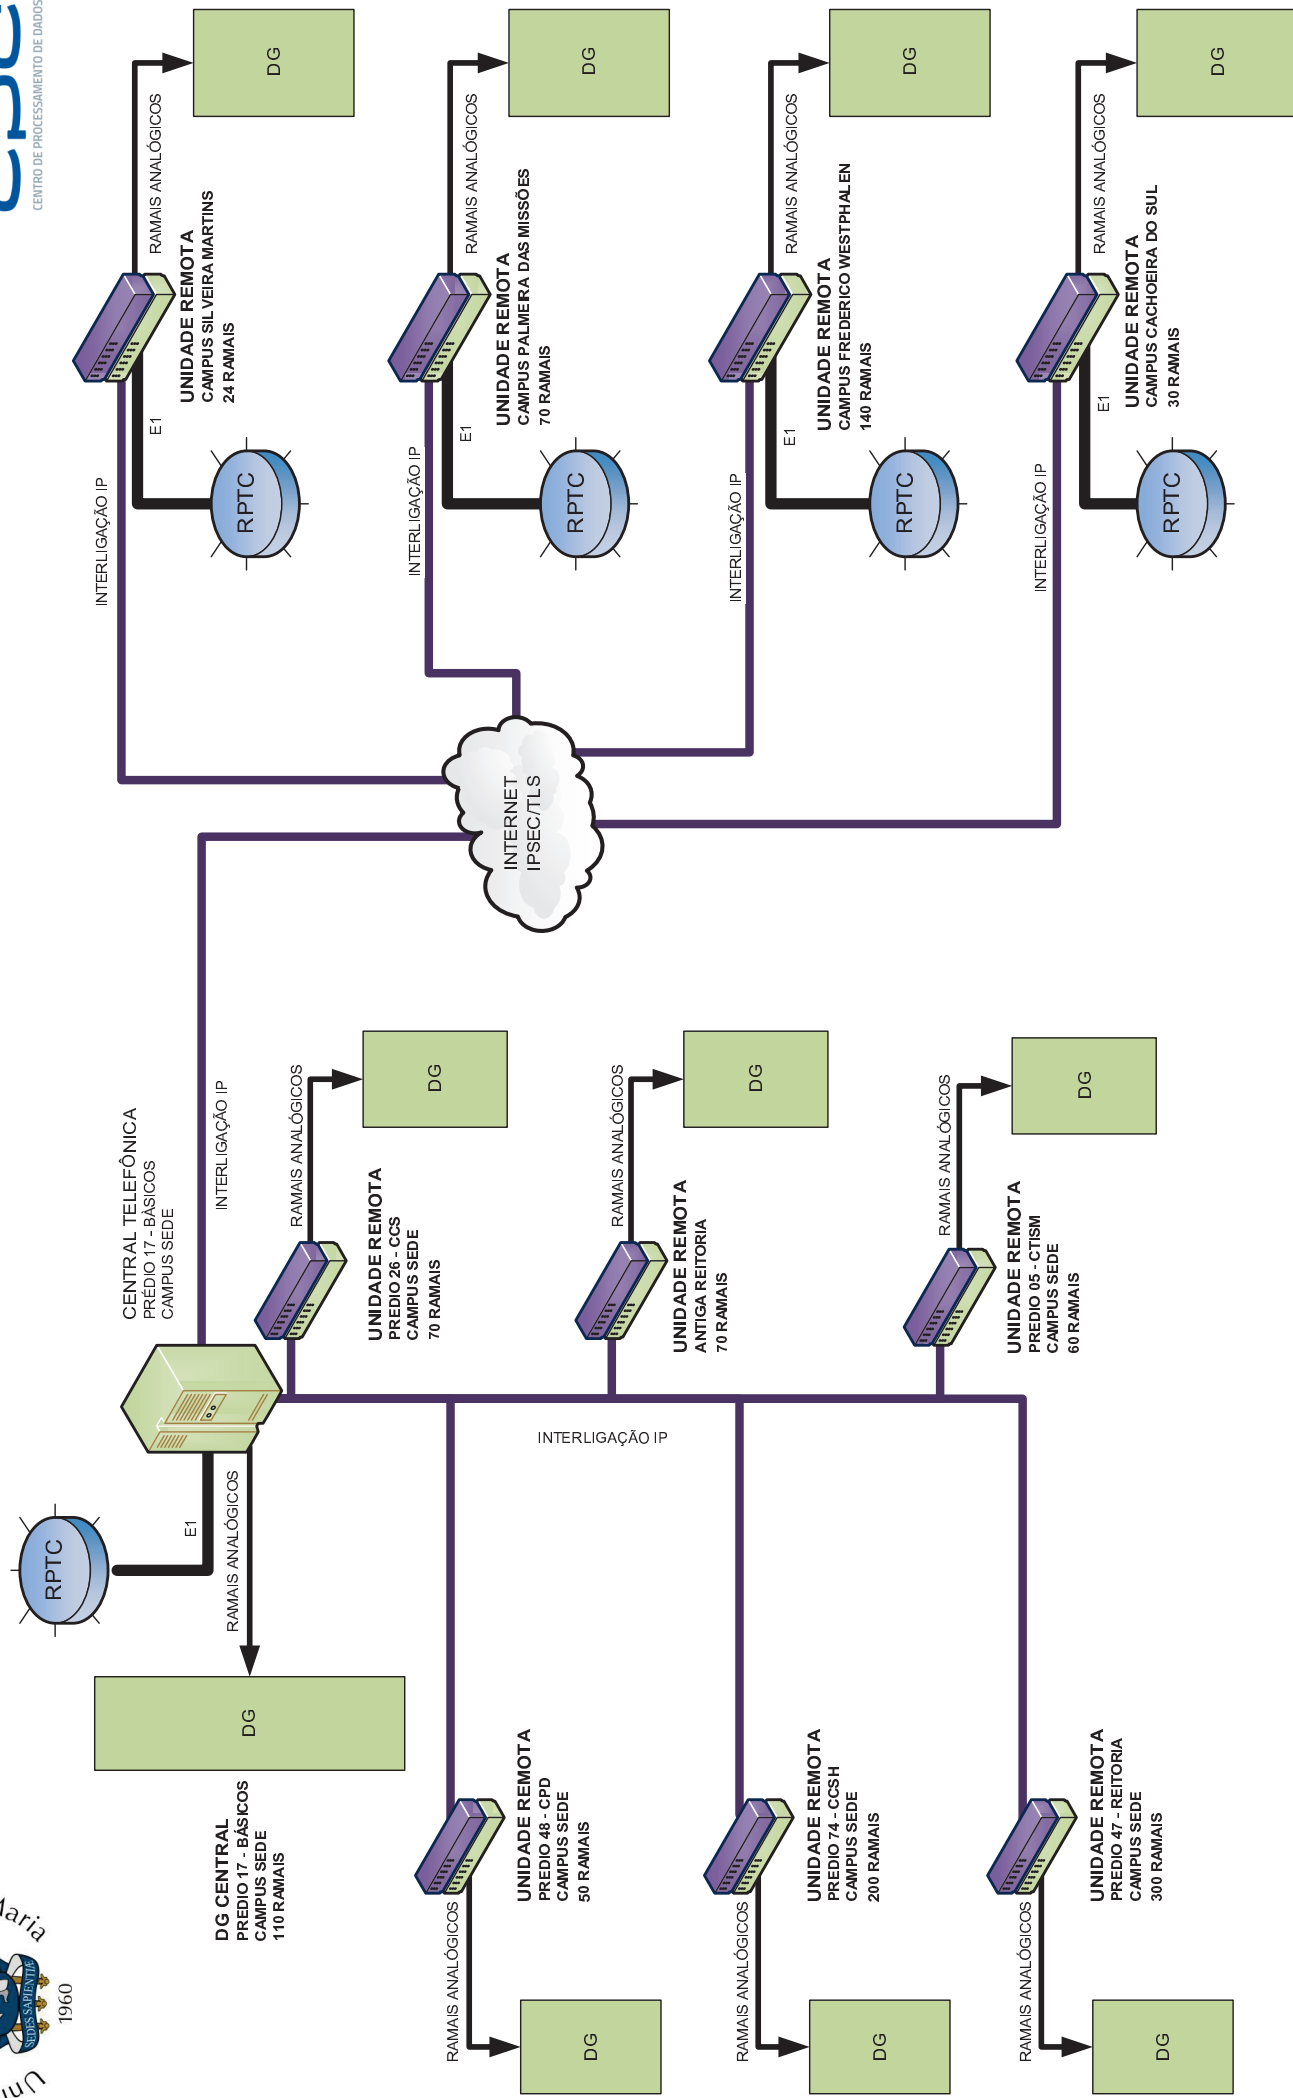 SEDES SAPIENTIÆ
1960
CENTRO DE PROCESSAMENTO DE DADOS
RPTC
E1
RAMAIS ANALÓGICOS
DG
DG CENTRAL
PREDIO 17 - BÁSICOS
CAMPUS SEDE
110 RAMAIS
CENTRAL TELEFÔNICA
PRÉDIO 17 - BÁSICOS
CAMPUS SEDE
INTERLIGAÇÃO IP
RAMAIS ANALÓGICOS
DG
UNIDADE REMOTA
PREDIO 26 - CCS
CAMPUS SEDE
70 RAMAIS
RAMAIS ANALÓGICOS
DG
UNIDADE REMOTA
PREDIO 48 - CPD
CAMPUS SEDE
50 RAMAIS
INTERLIGAÇÃO IP
RAMAIS ANALÓGICOS
DG
UNIDADE REMOTA
ANTIGA REITORIA
70 RAMAIS
RAMAIS ANALÓGICOS
DG
UNIDADE REMOTA
PREDIO 74 - CCSH
CAMPUS SEDE
200 RAMAIS
RAMAIS ANALÓGICOS
DG
UNIDADE REMOTA
PREDIO 05 - CTISM
CAMPUS SEDE
60 RAMAIS
RAMAIS ANALÓGICOS
DG
UNIDADE REMOTA
PREDIO 47 - REITORIA
CAMPUS SEDE
300 RAMAIS
INTERNET
IPSEC/TLS
INTERLIGAÇÃO IP
E1
RPTC
RAMAIS ANALÓGICOS
DG
UNIDADE REMOTA
CAMPUS SILVEIRA MARTINS
24 RAMAIS
INTERLIGAÇÃO IP
E1
RPTC
RAMAIS ANALÓGICOS
DG
UNIDADE REMOTA
CAMPUS PALMEIRA DAS MISSÕES
70 RAMAIS
INTERLIGAÇÃO IP
E1
RPTC
RAMAIS ANALÓGICOS
DG
UNIDADE REMOTA
CAMPUS FREDERICO WESTPHALEN
140 RAMAIS
INTERLIGAÇÃO IP
E1
RPTC
RAMAIS ANALÓGICOS
DG
UNIDADE REMOTA
CAMPUS CACHOEIRA DO SUL
30 RAMAIS